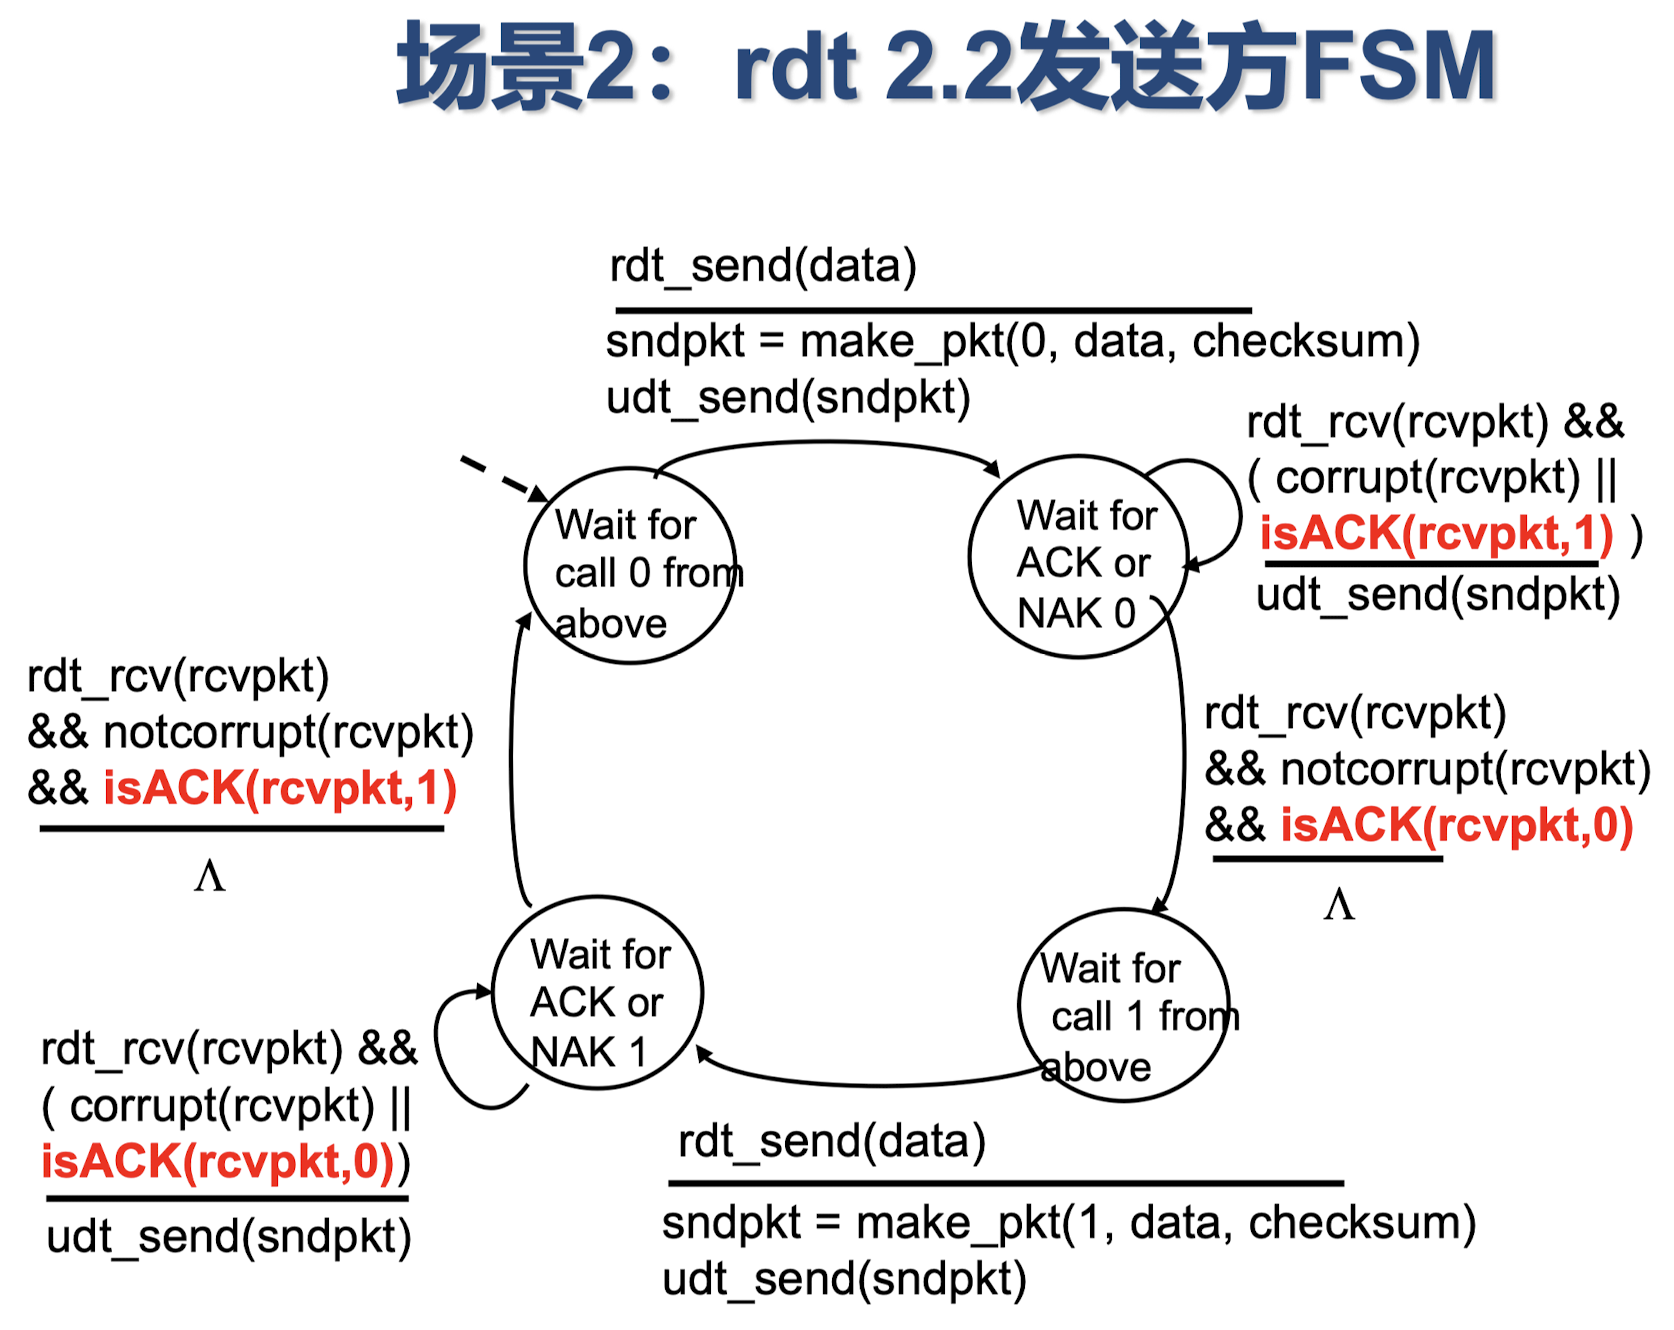 场景2：rdt 2.2发送方FSM
rdt_send(data)
sndpkt = make_pkt(0, data, checksum)
udt_send(sndpkt)
Wait for
call 0 from
above
Wait for
ACK or
NAK 0
rdt_rcv(rcvpkt) &&
( corrupt(rcvpkt) ||
isACK(rcvpkt,1) )
udt_send(sndpkt)
rdt_rcv(rcvpkt)
&& notcorrupt(rcvpkt)
&& isACK(rcvpkt,1)
Λ
rdt_rcv(rcvpkt)
&& notcorrupt(rcvpkt)
&& isACK(rcvpkt,0)
Λ
Wait for
ACK or
NAK 1
Wait for
call 1 from
above
rdt_rcv(rcvpkt) &&
( corrupt(rcvpkt) ||
isACK(rcvpkt,0))
udt_send(sndpkt)
rdt_send(data)
sndpkt = make_pkt(1, data, checksum)
udt_send(sndpkt)